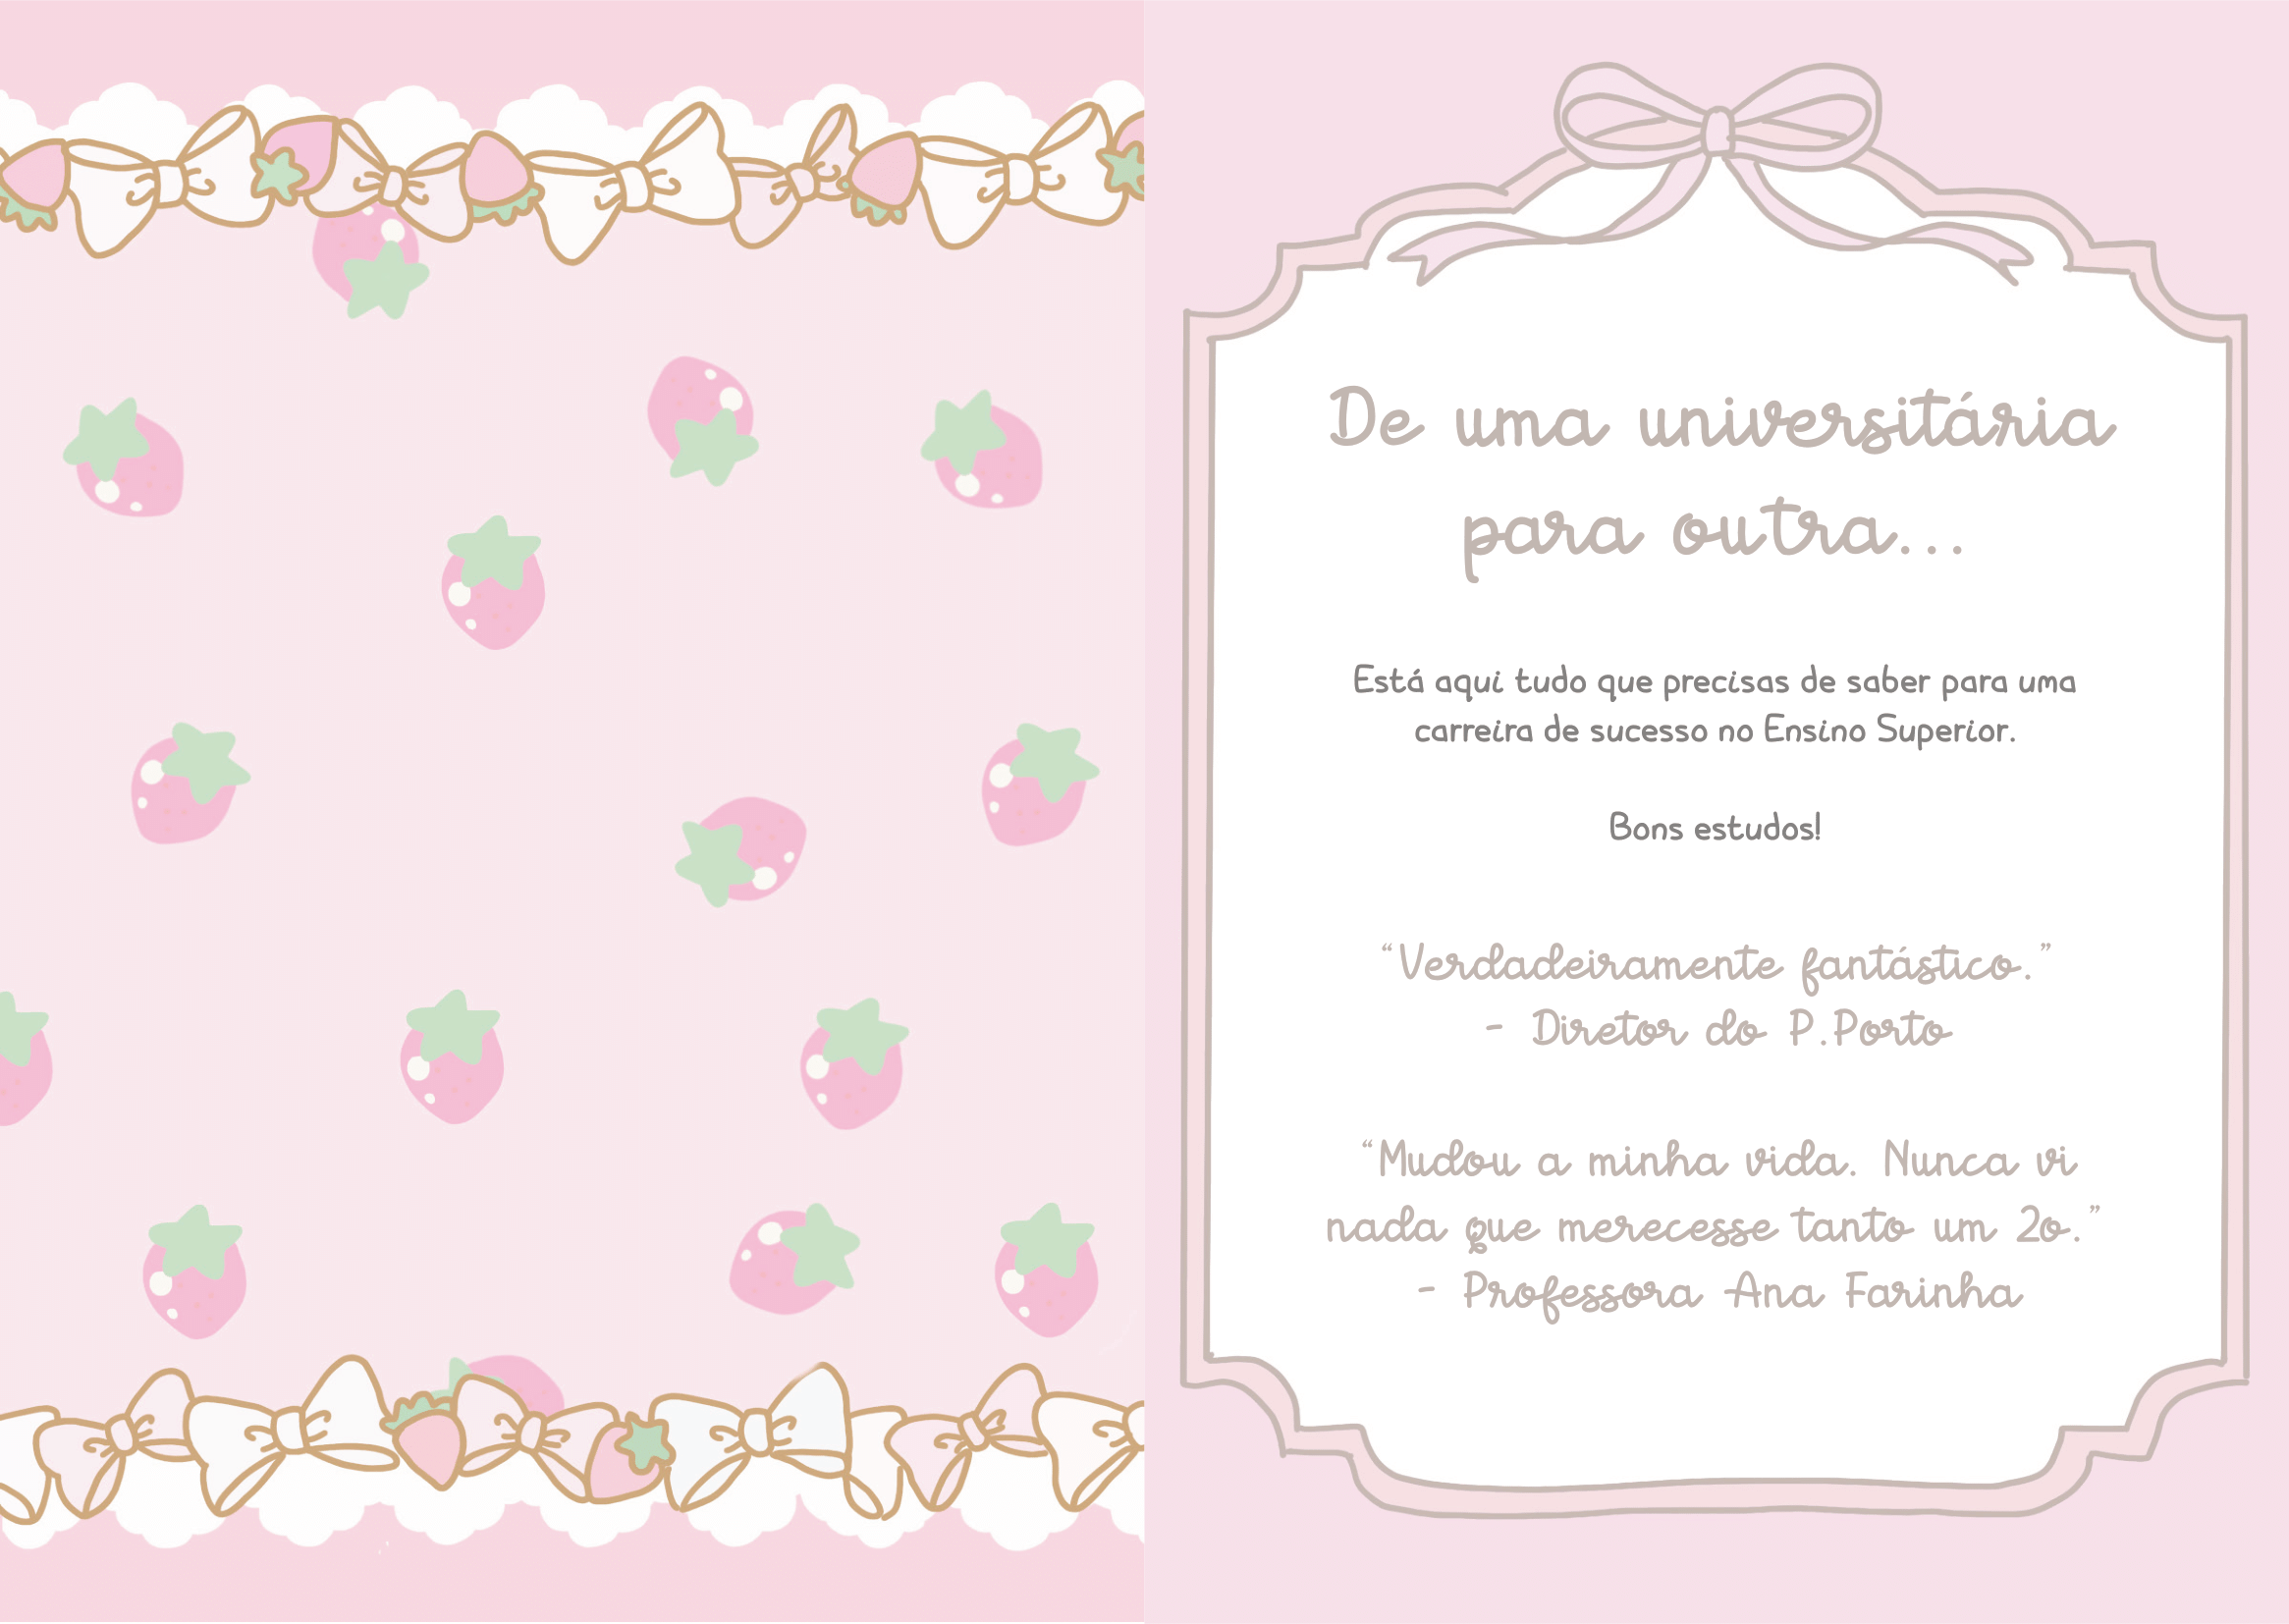 De uma universitária
para outra...
Está aqui tudo que precisas de saber para uma
carreira de sucesso no Ensino Superior.
Bons estudos!
“Verdadeiramente fantástico.”
- Diretor do P.Porto
“Mudou a minha vida. Nunca vi
nada que merecesse tanto um 20.”
- Professora Ana Farinha